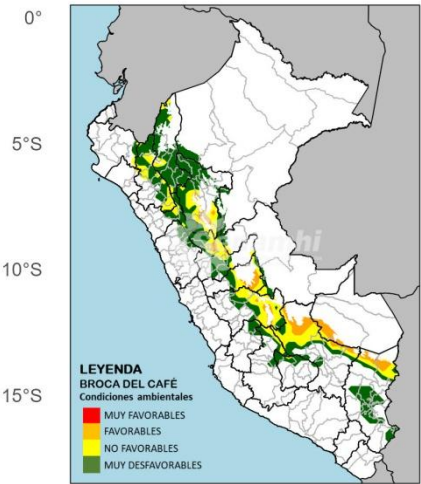 0°
5°S
10°S
15°S
LEYENDA
BROCA DEL CAFÉ
Condiciones ambientales
MUY FAVORABLES
FAVORABLES
NO FAVORABLES
MUY DESFAVORABLES